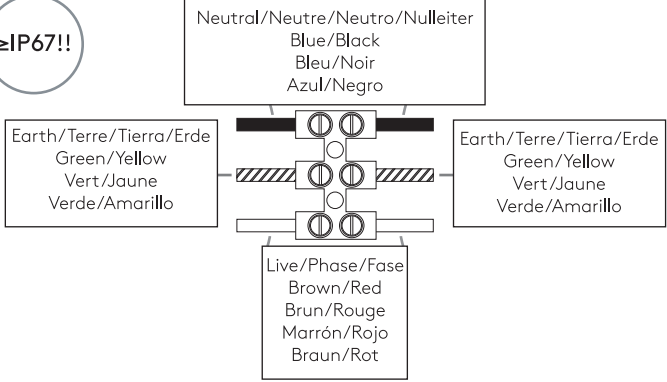 ≥IP67!!
Neutral/Neutre/Neutro/Nulleiter
Blue/Black
Bleu/Noir
Azul/Negro
Earth/Terre/Tierra/Erde
Green/Yellow
Vert/Jaune
Verde/Amarillo
Earth/Terre/Tierra/Erde
Green/Yellow
Vert/Jaune
Verde/Amarillo
Live/Phase/Fase
Brown/Red
Brun/Rouge
Marrón/Rojo
Braun/Rot